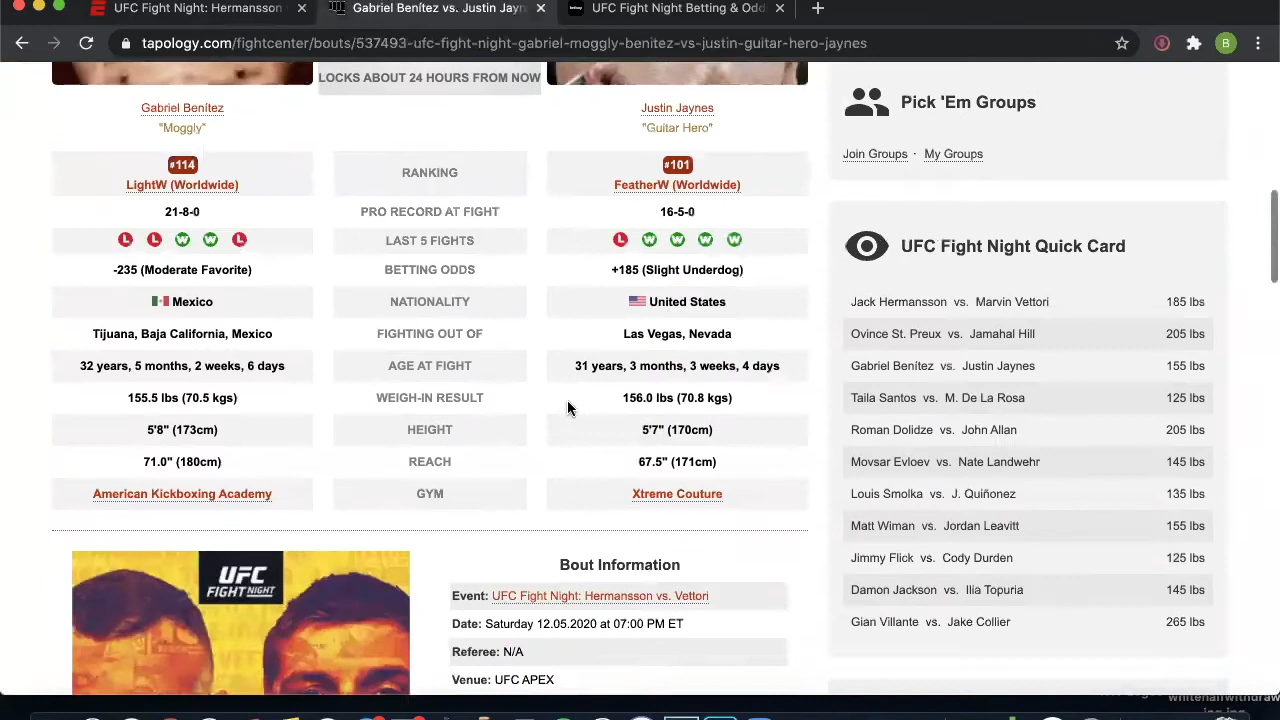 UFC Fight Night: Hermansson
Gabriel Benítez vs. Justin Jayn
UFC Fight Night Betting & Odd
tapology.com/fightcenter/bouts/537493-ufc-fight-night-gabriel-moggly-benitez-vs-justin-guitar-hero-jaynes
B
LOCKS ABOUT 24 HOURS FROM NOW
Gabriel Benítez
"Moggly"
Justin Jaynes
"Guitar Hero"
#114 RANKING #101
LightW (Worldwide) FeatherW (Worldwide)
21-8-0 PRO RECORD AT FIGHT 16-5-0
L L W W L LAST 5 FIGHTS L W W W W
-235 (Moderate Favorite) BETTING ODDS +185 (Slight Underdog)
Mexico NATIONALITY United States
Tijuana, Baja California, Mexico FIGHTING OUT OF Las Vegas, Nevada
32 years, 5 months, 2 weeks, 6 days AGE AT FIGHT 31 years, 3 months, 3 weeks, 4 days
155.5 lbs (70.5 kgs) WEIGH-IN RESULT 156.0 lbs (70.8 kgs)
5'8" (173cm) HEIGHT 5'7" (170cm)
71.0" (180cm) REACH 67.5" (171cm)
American Kickboxing Academy GYM Xtreme Couture
UFC
FIGHT NIGHT
Bout Information
Event: UFC Fight Night: Hermansson vs. Vettori
Date: Saturday 12.05.2020 at 07:00 PM ET
Referee: N/A
Venue: UFC APEX
Pick 'Em Groups
Join Groups · My Groups
UFC Fight Night Quick Card
Jack Hermansson vs. Marvin Vettori 185 lbs
Ovince St. Preux vs. Jamahal Hill 205 lbs
Gabriel Benítez vs. Justin Jaynes 155 lbs
Taila Santos vs. M. De La Rosa 125 lbs
Roman Dolidze vs. John Allan 205 lbs
Movsar Evloev vs. Nate Landwehr 145 lbs
Louis Smolka vs. J. Quiñonez 135 lbs
Matt Wiman vs. Jordan Leavitt 155 lbs
Jimmy Flick vs. Cody Durden 125 lbs
Damon Jackson vs. Ilia Topuria 145 lbs
Gian Villante vs. Jake Collier 265 lbs